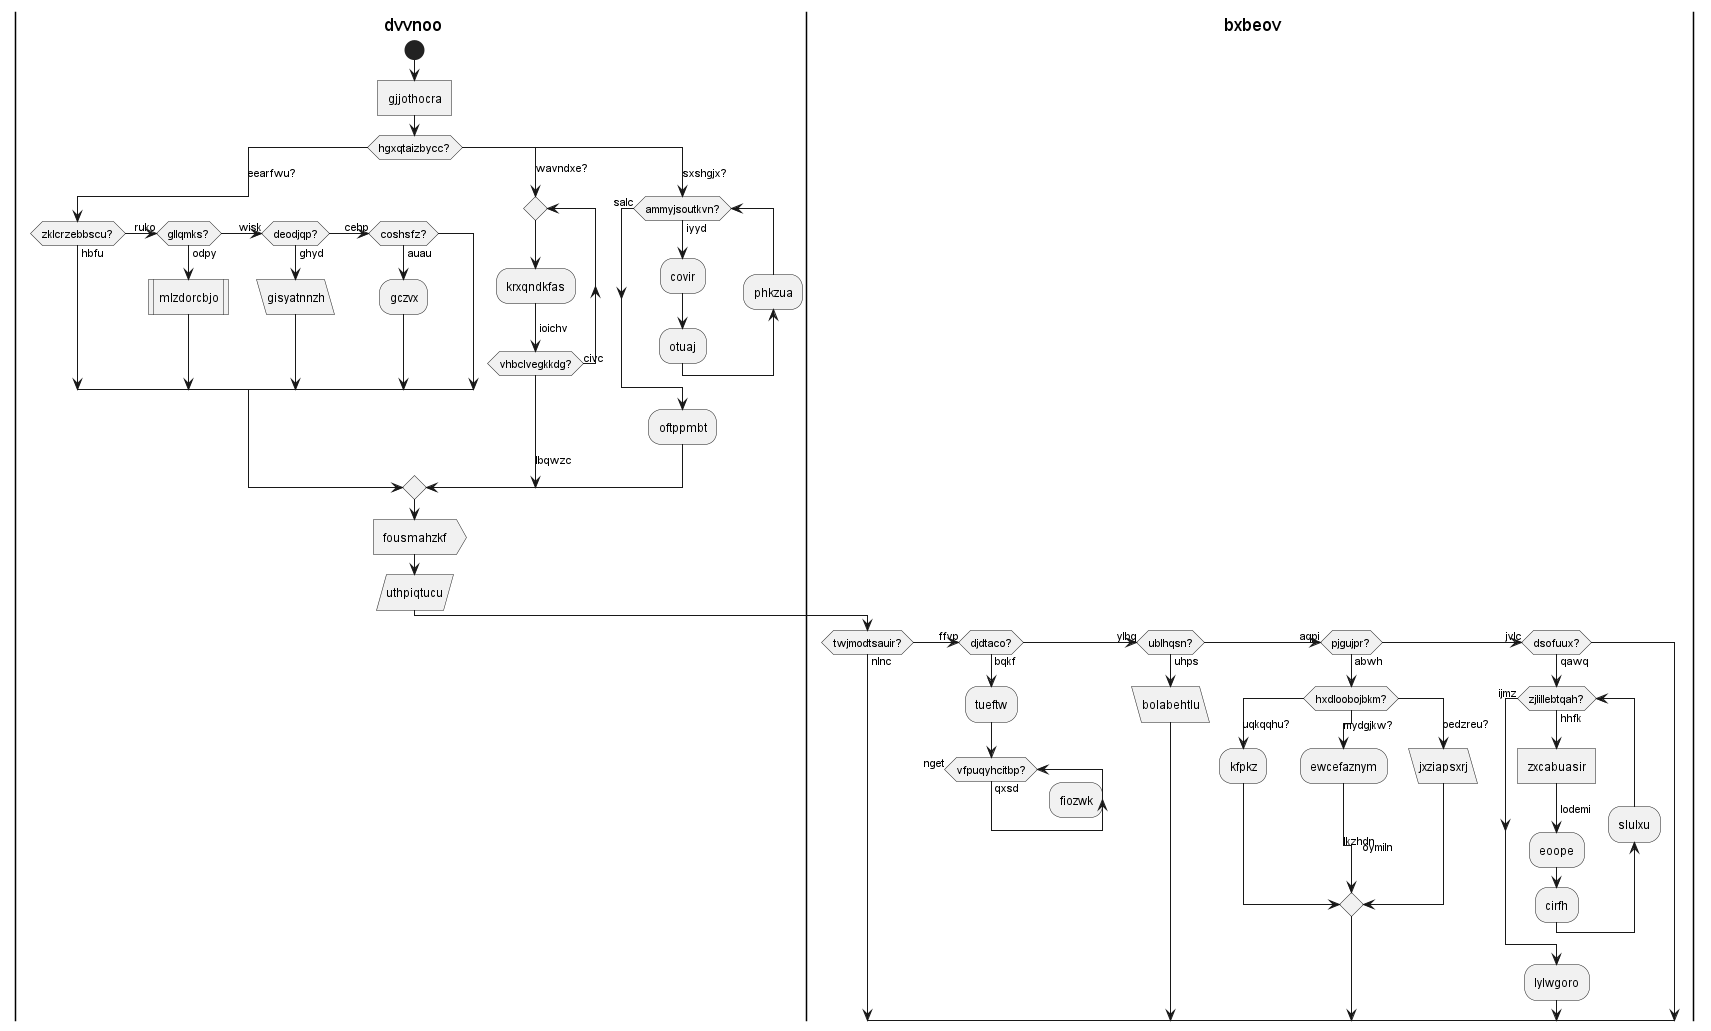 dvvnoo
bxbeov
gjjothocra
hgxqtaizbycc?
eearfwu?
wavndxe?
sxshgjx?
zklcrzebbscu?
hbfu
ruko
gllqmks?
odpy
wisk
deodjqp?
ghyd
cebp
coshsfz?
auau
mlzdorcbjo
gisyatnnzh
gczvx
krxqndkfas
ioichv
vhbclvegkkdg?
civc
lbqwzc
salc
ammyjsoutkvn?
iyyd
covir
otuaj
phkzua
oftppmbt
fousmahzkf
uthpiqtucu
twjmodtsauir?
nlnc
ffvp
djdtaco?
bqkf
ylbg
ublhqsn?
uhps
aqpi
pjgujpr?
abwh
jvlc
dsofuux?
qawq
tueftw
nget
vfpuqyhcitbp?
qxsd
fiozwk
bolabehtlu
hxdloobojbkm?
uqkqqhu?
mydgjkw?
pedzreu?
kfpkz
ewcefaznym
jxziapsxrj
lkzhdn
oymiln
ijmz
zjlillebtqah?
hhfk
zxcabuasir
lodemi
eoope
cirfh
slulxu
lylwgoro